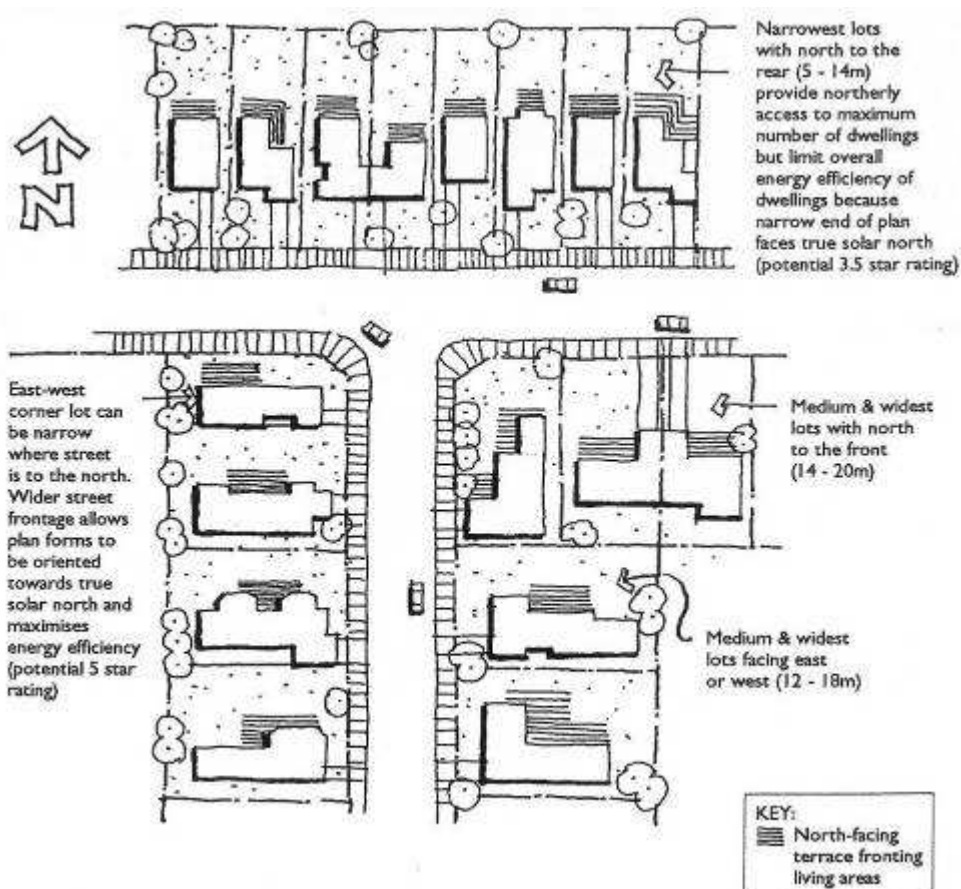 Narrowest lots
with north to the
rear (5 - 14m)
provide northerly
access to maximum
number of dwellings
but limit overall
energy efficiency of
dwellings because
narrow end of plan
faces true solar north
(potential 3.5 star rating)
N
East-west
corner lot can
be narrow
where street
is to the north.
Wider street
frontage allows
plan forms to
be oriented
towards true
solar north and
maximises
energy efficiency
(potential 5 star
rating)
Medium & widest
lots with north
to the front
(14 - 20m)
Medium & widest
lots facing east
or west (12 - 18m)
KEY:
North-facing
terrace fronting
living areas